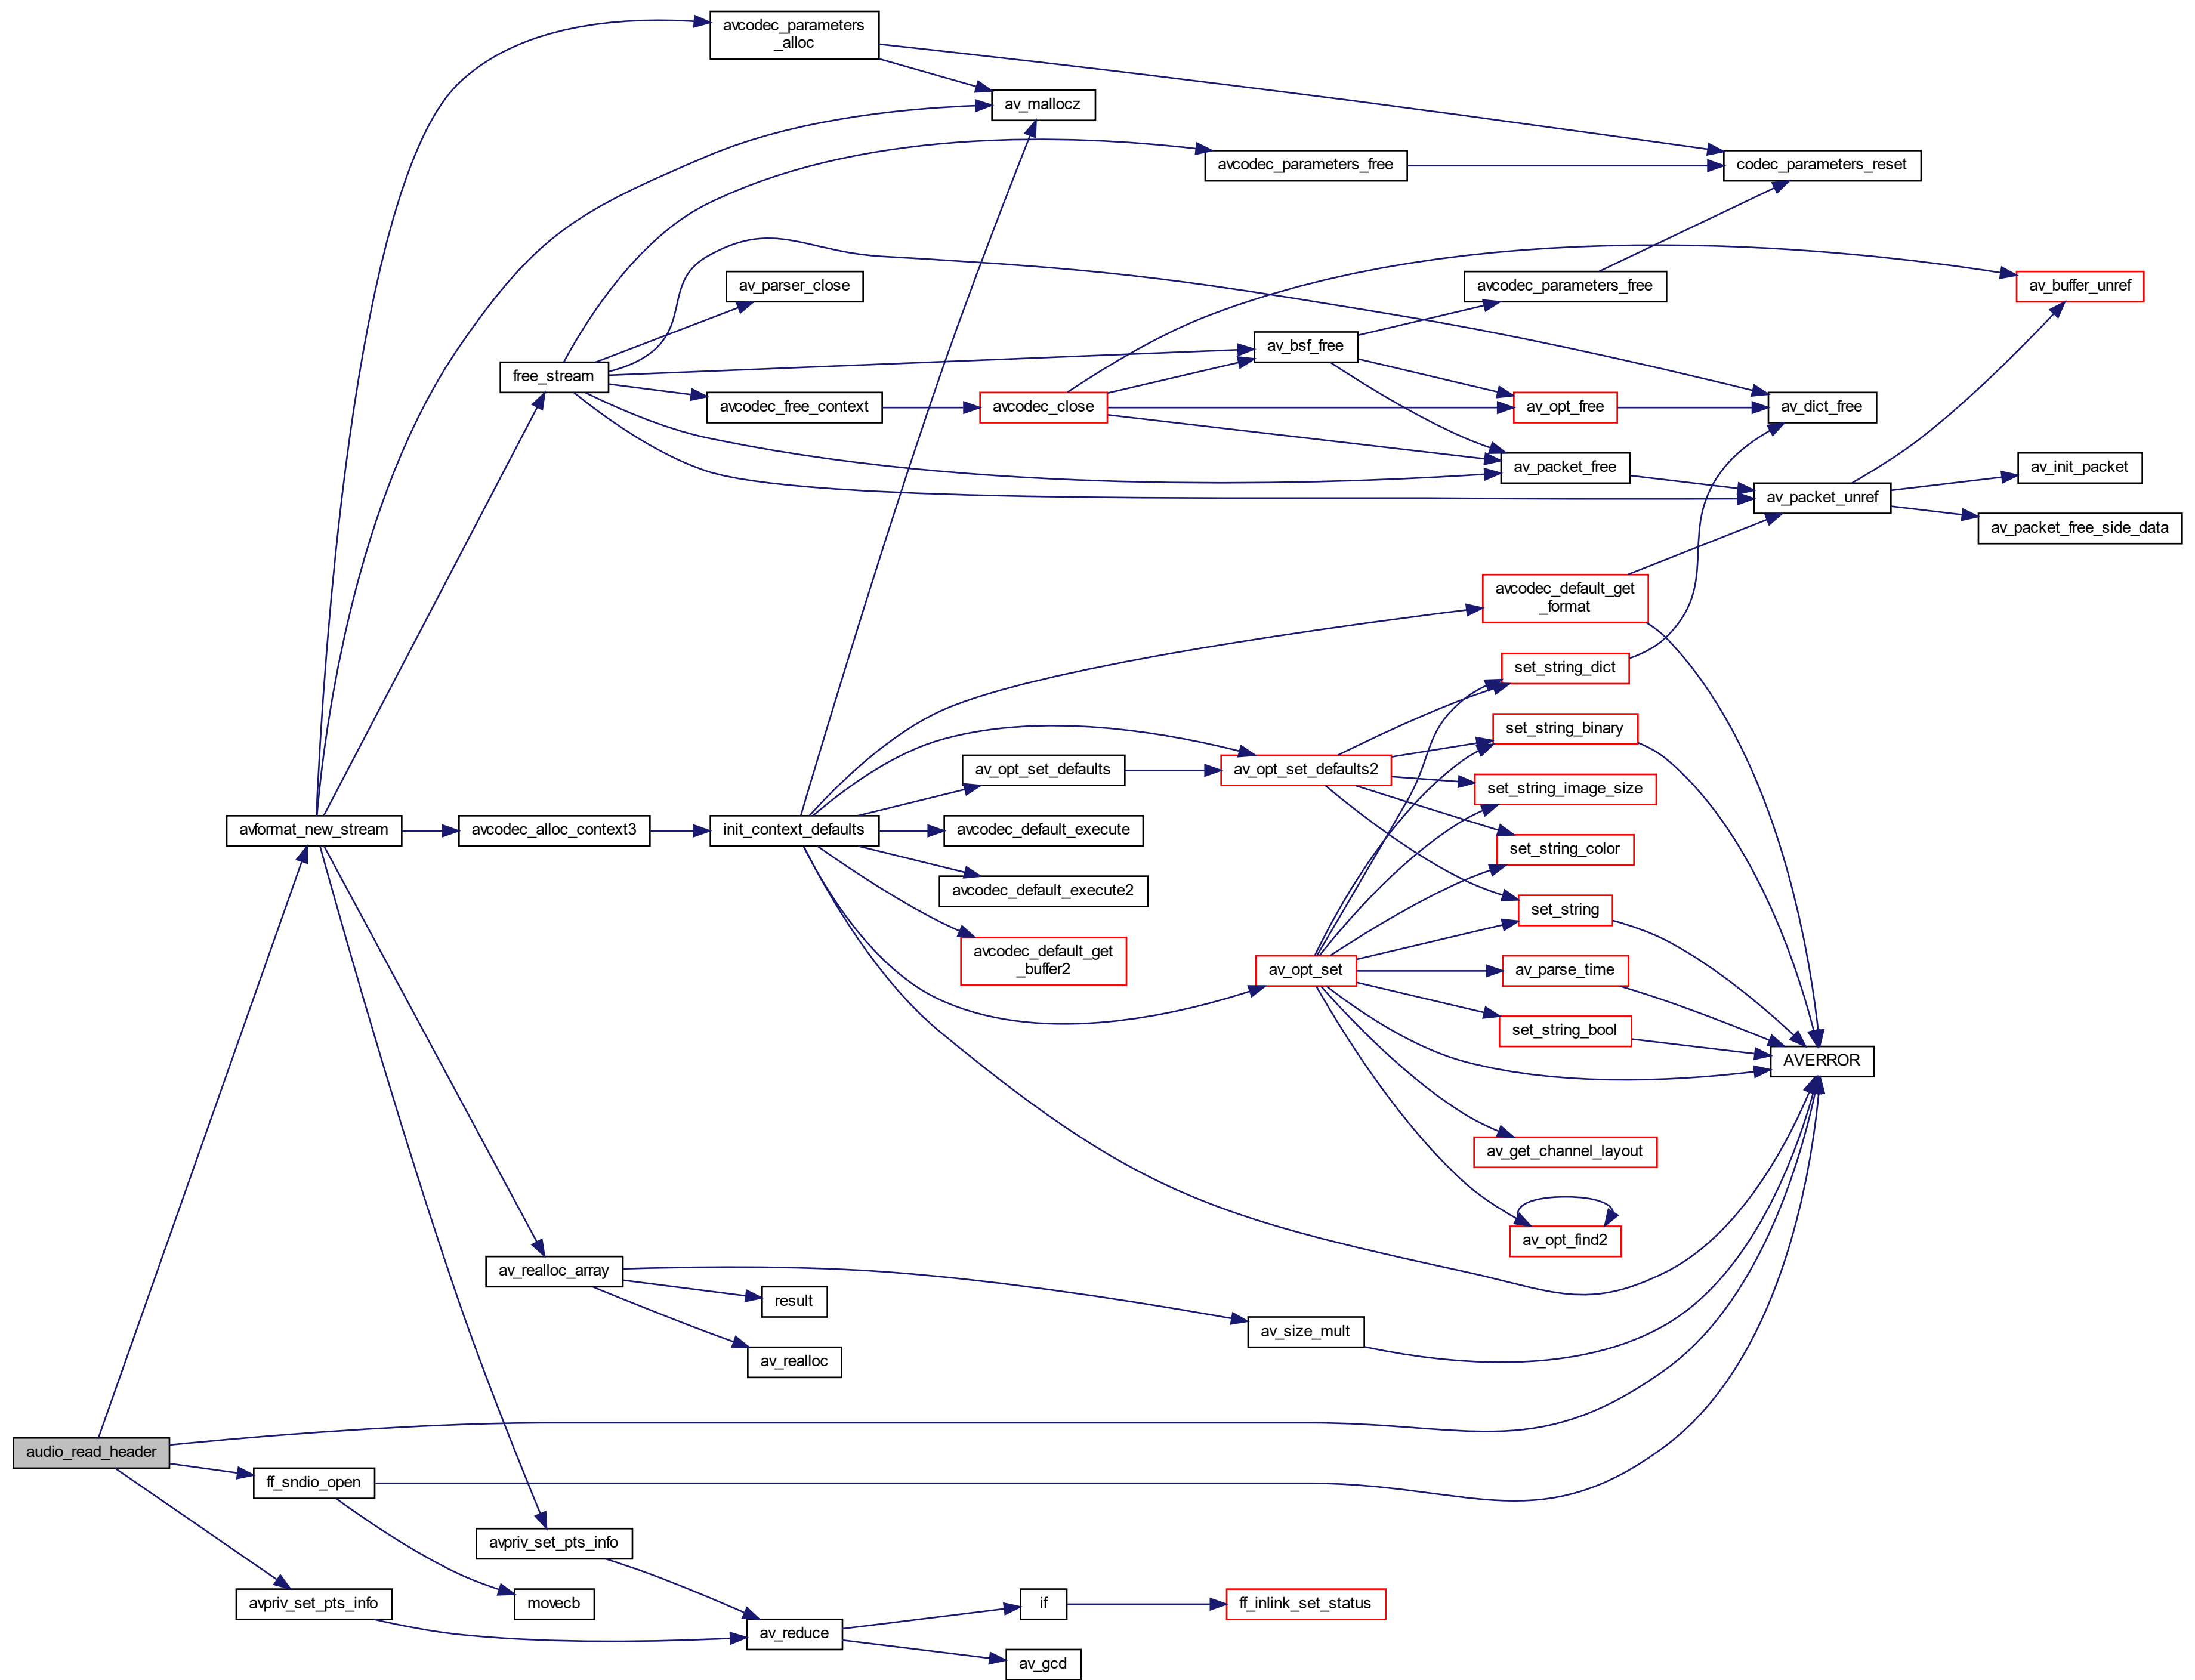 avcodec_parameters
_alloc
av_mallocz
avcodec_parameters_free
codec_parameters_reset
av_parser_close
avcodec_parameters_free
av_buffer_unref
av_bsf_free
free_stream
avcodec_free_context
avcodec_close
av_opt_free
av_dict_free
av_packet_free
av_init_packet
av_packet_unref
av_packet_free_side_data
avcodec_default_get
_format
set_string_dict
set_string_binary
av_opt_set_defaults
av_opt_set_defaults2
set_string_image_size
avformat_new_stream
avcodec_alloc_context3
init_context_defaults
avcodec_default_execute
set_string_color
avcodec_default_execute2
set_string
avcodec_default_get
_buffer2
av_opt_set
av_parse_time
set_string_bool
AVERROR
av_get_channel_layout
av_opt_find2
av_realloc_array
result
av_size_mult
av_realloc
audio_read_header
ff_sndio_open
avpriv_set_pts_info
avpriv_set_pts_info
movecb
if
ff_inlink_set_status
av_reduce
av_gcd